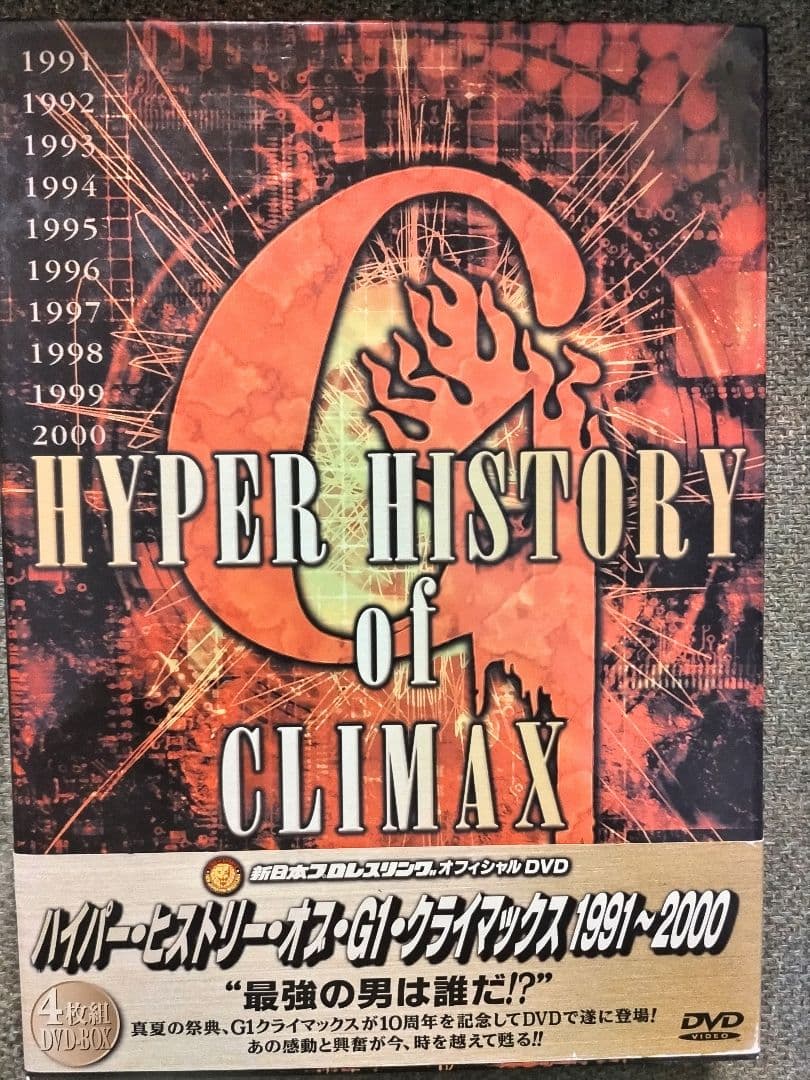 1991
1992
1993
1994
1995
1996
1997
1998
1999
2000
G1
HYPER HISTORY
of
CLIMAX
新日本プロレスリング オフィシャルDVD
ハイパー・ヒストリー・オブ・G1・クライマックス 1991～2000
“最強の男は誰だ!?”
4枚組
DVD-BOX
真夏の祭典、G1クライマックスが10周年を記念してDVDで遂に登場!
あの感動と興奮が今、時を越えて甦る!!
DVD
VIDEO